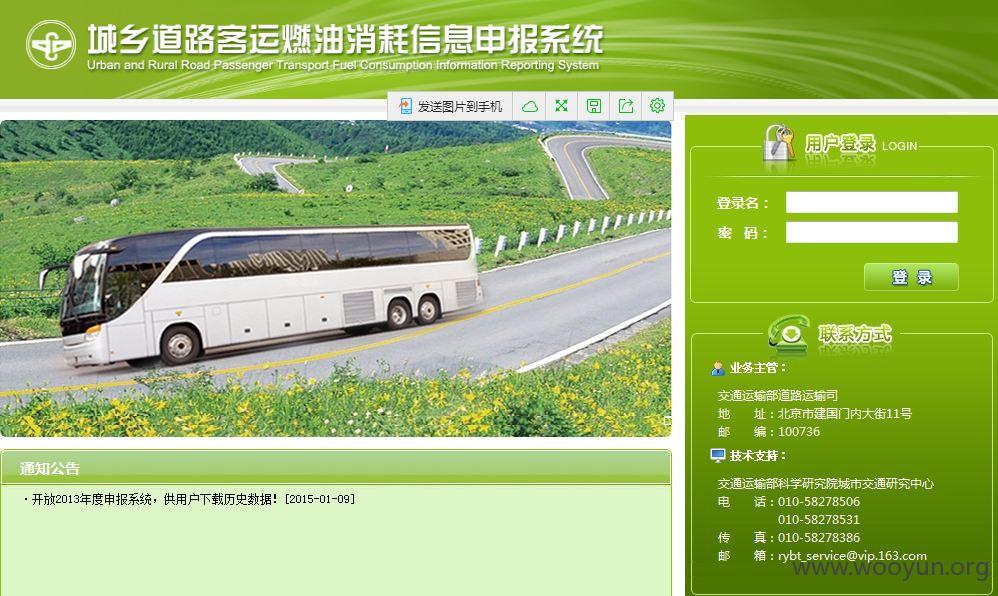 城乡道路客运燃油消耗信息申报系统
Urban and Rural Road Passenger Transport Fuel Consumption Information Reporting System
发送图片到手机
用户登录 LOGIN
登录名：
密 码：
登 录
联系方式
业务主管：
交通运输部道路运输司
地 址：北京市建国门内大街11号
邮 编：100736
技术支持：
交通运输部科学研究院城市交通研究中心
电 话：010-58278506
010-58278531
传 真：010-58278386
邮 箱：rybt_service@vip.163.com
通知公告
·开放2013年度申报系统，供用户下载历史数据！[2015-01-09]
www.wooyun.org